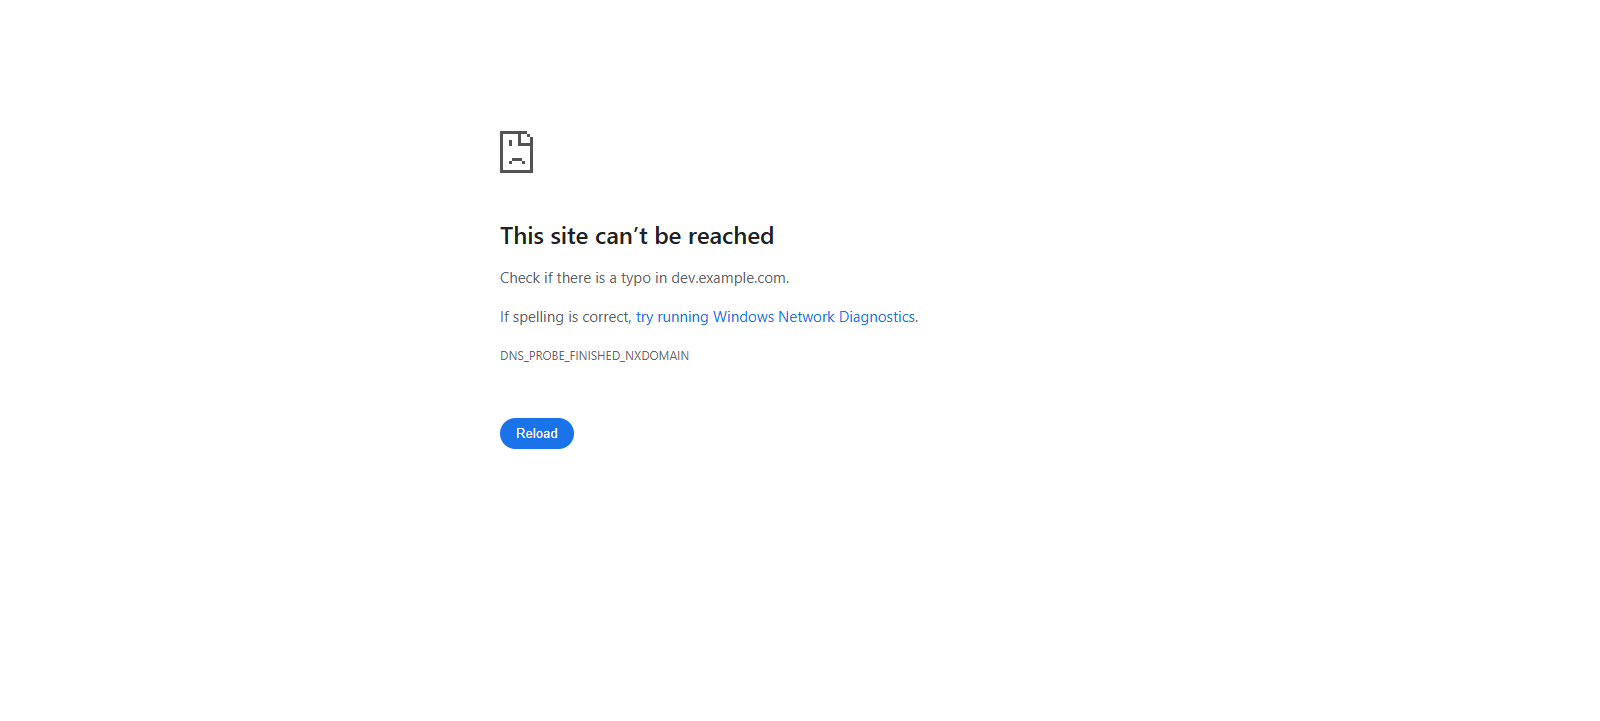 This site can’t be reached
Check if there is a typo in dev.example.com.
If spelling is correct, try running Windows Network Diagnostics.
DNS_PROBE_FINISHED_NXDOMAIN
Reload